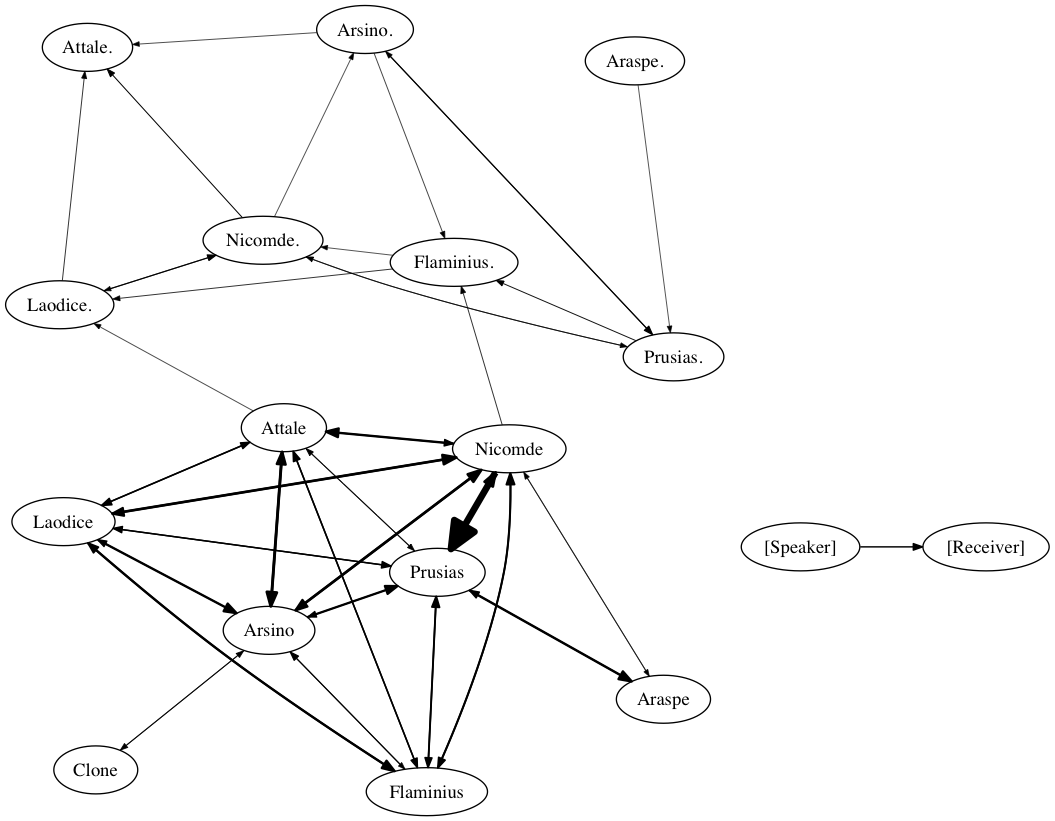 Arsino.
Attale.
Araspe.
Nicomde.
Flaminius.
Laodice.
Prusias.
Attale
Nicomde
Laodice
[Speaker]
[Receiver]
Prusias
Arsino
Araspe
Clone
Flaminius